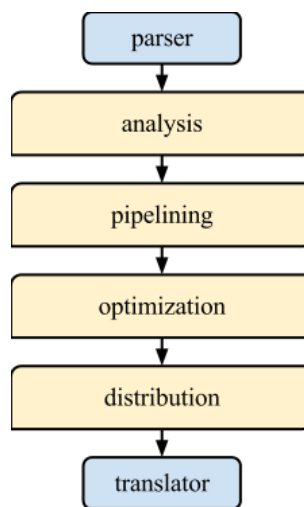 parser
analysis
pipelining
optimization
distribution
translator